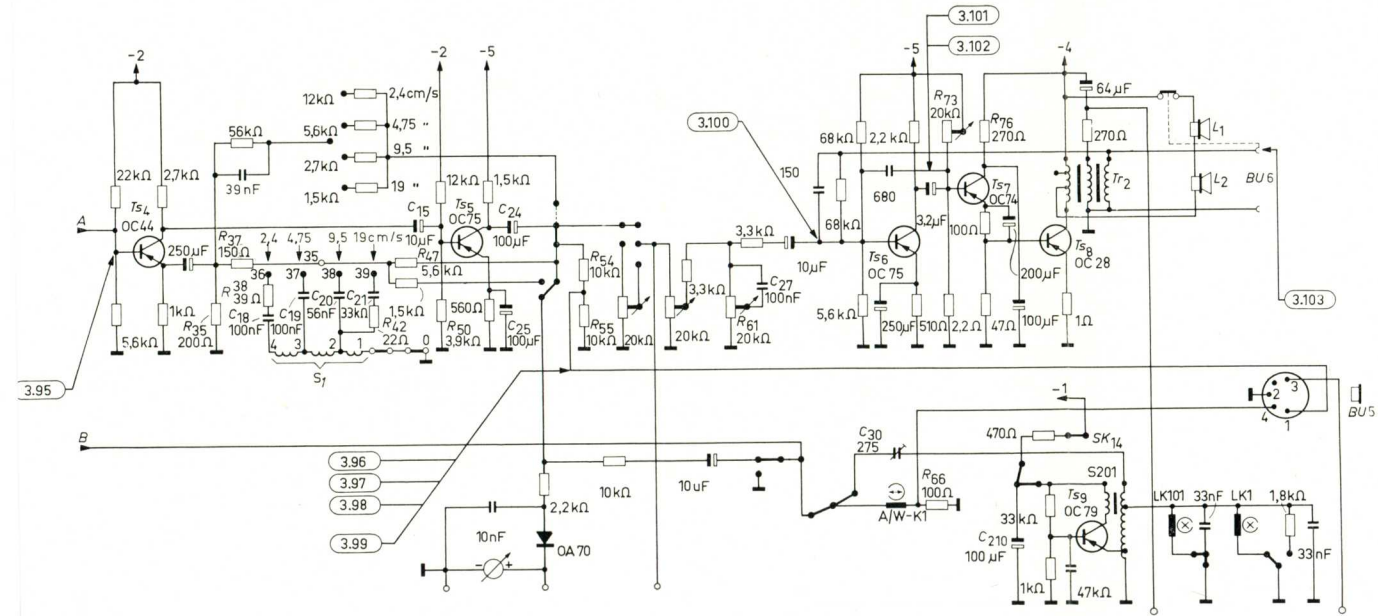 3.101
3.102
-2
-2
-5
-5
-4
12kΩ
2,4cm/s
5,6kΩ
4,75 "
2,7kΩ
9,5 "
1,5kΩ
19 "
56kΩ
39nF
22kΩ
2,7kΩ
Ts4
OC44
A
250µF
R37
150Ω
2,4
4,75
35
9,5
19cm/s
36
37
38
39
R38
39Ω
C18
100nF
C19
100nF
C20
56nF
C21
33kΩ
R42
22Ω
4
3
2
1
0
S1
5,6kΩ
1kΩ
R35
200Ω
3.95
C15
10µF
12kΩ
1,5kΩ
Ts5
OC75
C24
100µF
R47
5,6kΩ
1,5kΩ
R50
3,9kΩ
560Ω
C25
100µF
R54
10kΩ
R55
10kΩ
20kΩ
3,3kΩ
20kΩ
3,3kΩ
R61
20kΩ
C27
100nF
10µF
3.100
150
68kΩ
68kΩ
2,2kΩ
680
R73
20kΩ
3,2µF
Ts6
OC75
5,6kΩ
250µF
510Ω
2,2Ω
R76
270Ω
Ts7
OC74
100Ω
200µF
47Ω
100µF
Ts8
OC28
1Ω
64µF
270Ω
Tr2
L1
L2
BU6
3.103
B
3.96
3.97
3.98
3.99
10kΩ
10uF
2,2kΩ
10nF
OA70
-
+
C30
275
A/W-K1
R66
100Ω
-1
470Ω
SK14
S201
Ts9
OC79
33kΩ
C210
100µF
1kΩ
47kΩ
LK101
33nF
LK1
1,8kΩ
33nF
3
2
4
1
BU5